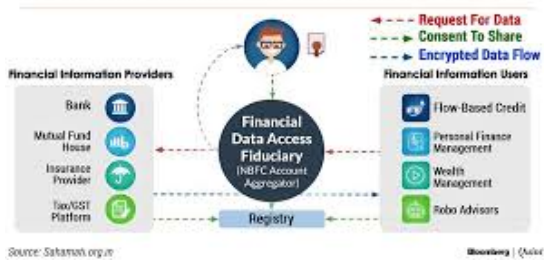 Request For Data
Consent To Share
Encrypted Data Flow
Financial Information Providers
Bank
Mutual Fund
House
Insurance
Provider
Tax/GST
Platform
Financial
Data Access
Fiduciary
(NBFC Account
Aggregator)
Registry
Financial Information Users
Flow-Based Credit
Personal Finance
Management
Wealth
Management
Robo Advisors
Source: Sahamati.org.in
Bloomberg | Quint